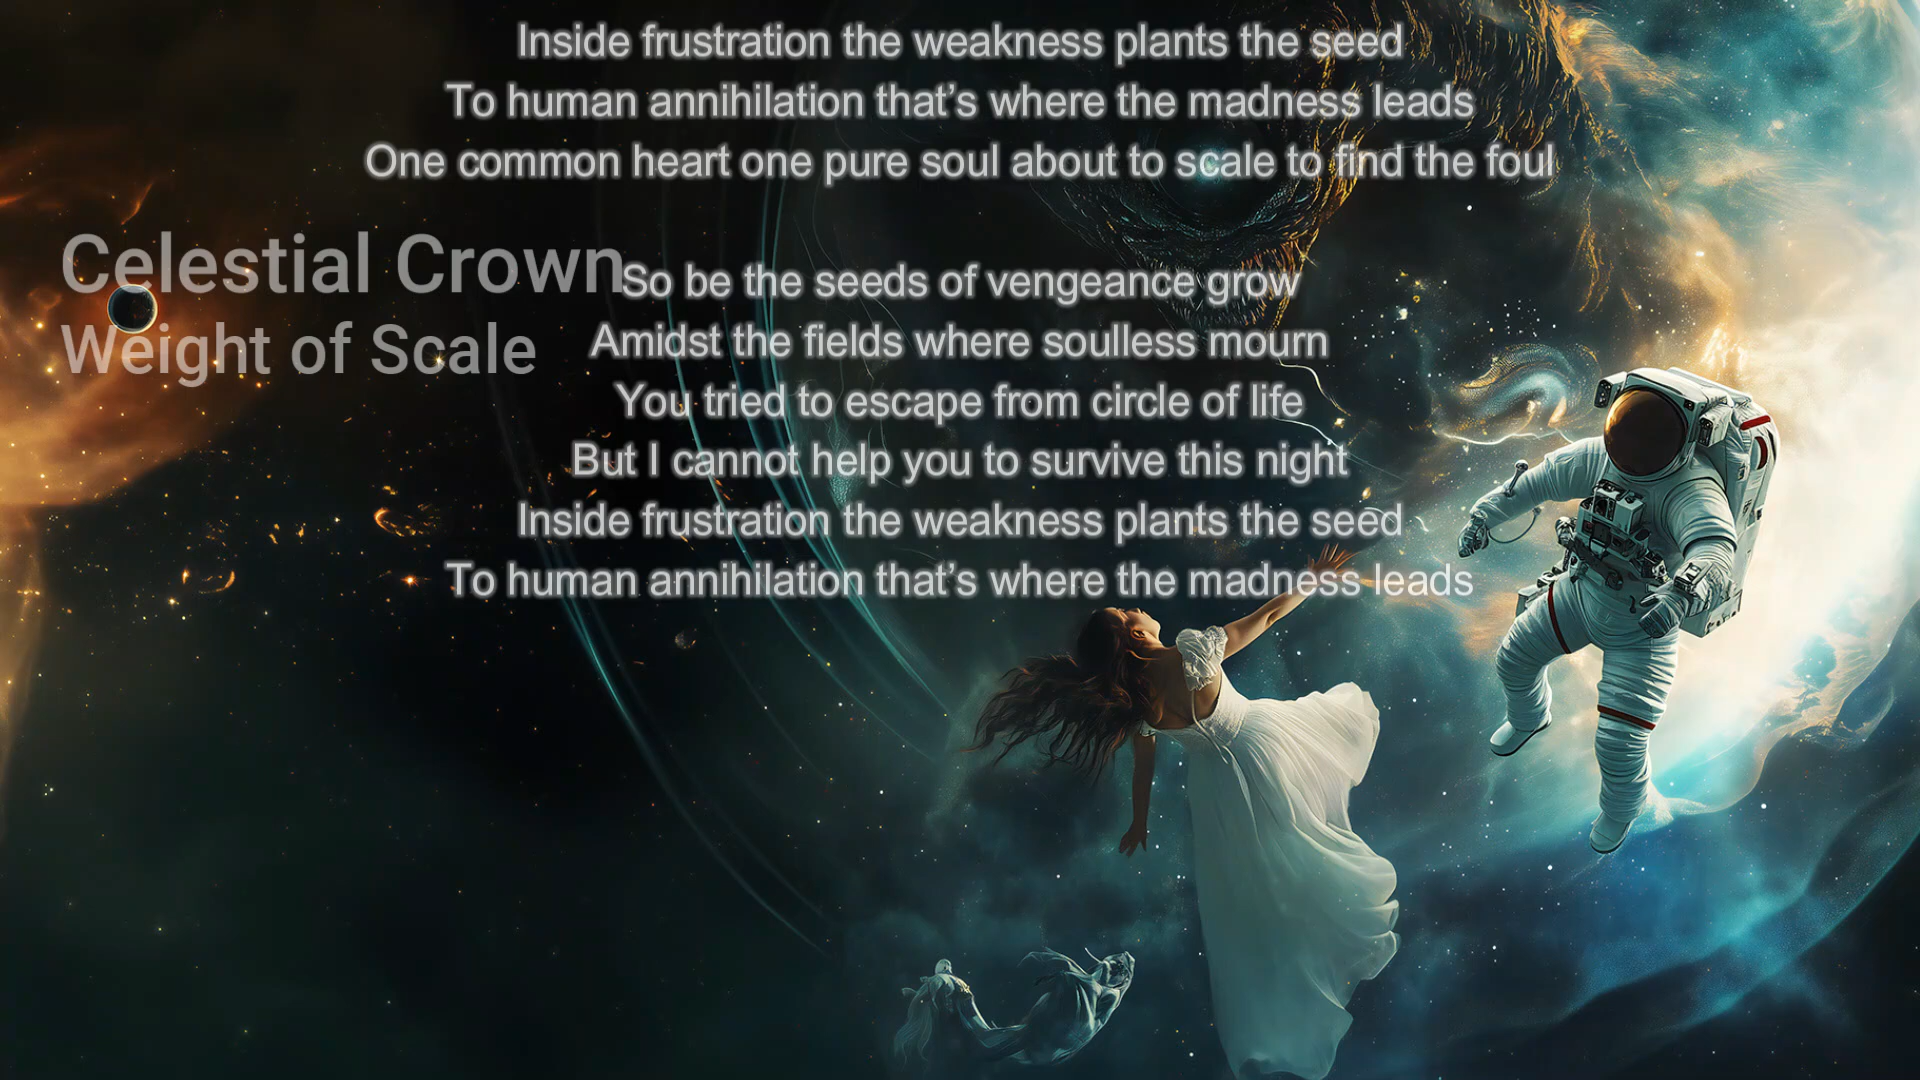 Inside frustration the weakness plants the seed
To human annihilation that’s where the madness leads
One common heart one pure soul about to scale to find the foul
Celestial Crown
Weight of Scale
So be the seeds of vengeance grow
Amidst the fields where soulless mourn
You tried to escape from circle of life
But I cannot help you to survive this night
Inside frustration the weakness plants the seed
To human annihilation that’s where the madness leads